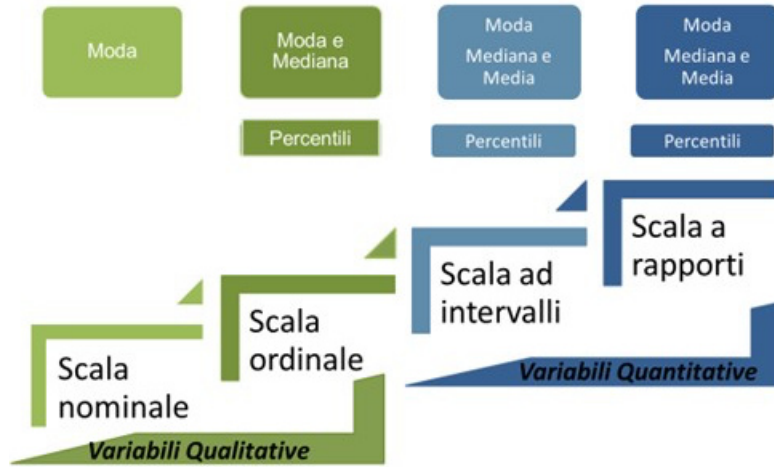 Moda
Moda e
Mediana
Moda
Mediana e
Media
Moda
Mediana e
Media
Percentili
Percentili
Percentili
Scala
nominale
Scala
ordinale
Scala ad
intervalli
Scala a
rapporti
Variabili Qualitative
Variabili Quantitative